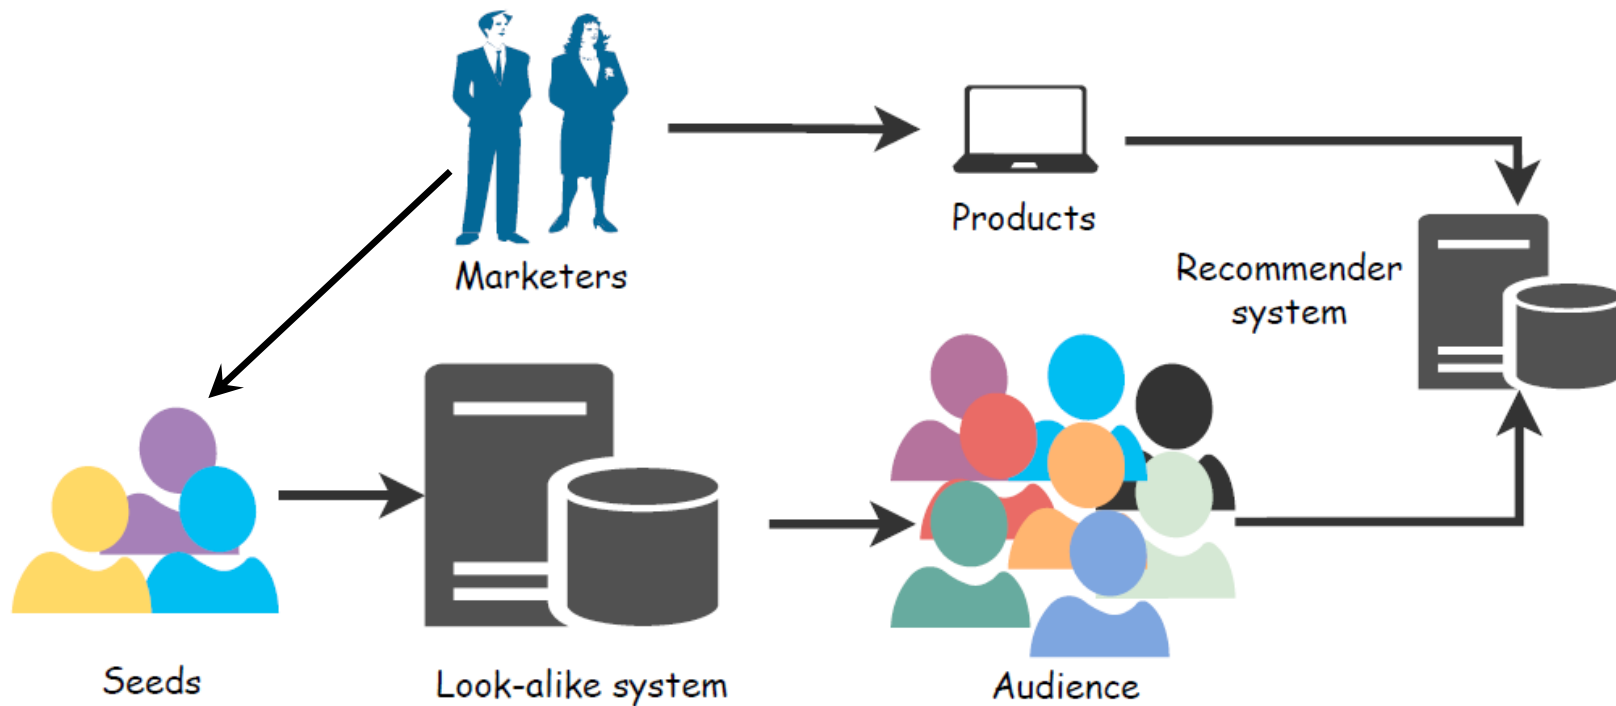 Marketers
Products
Recommender
system
Seeds
Look-alike system
Audience